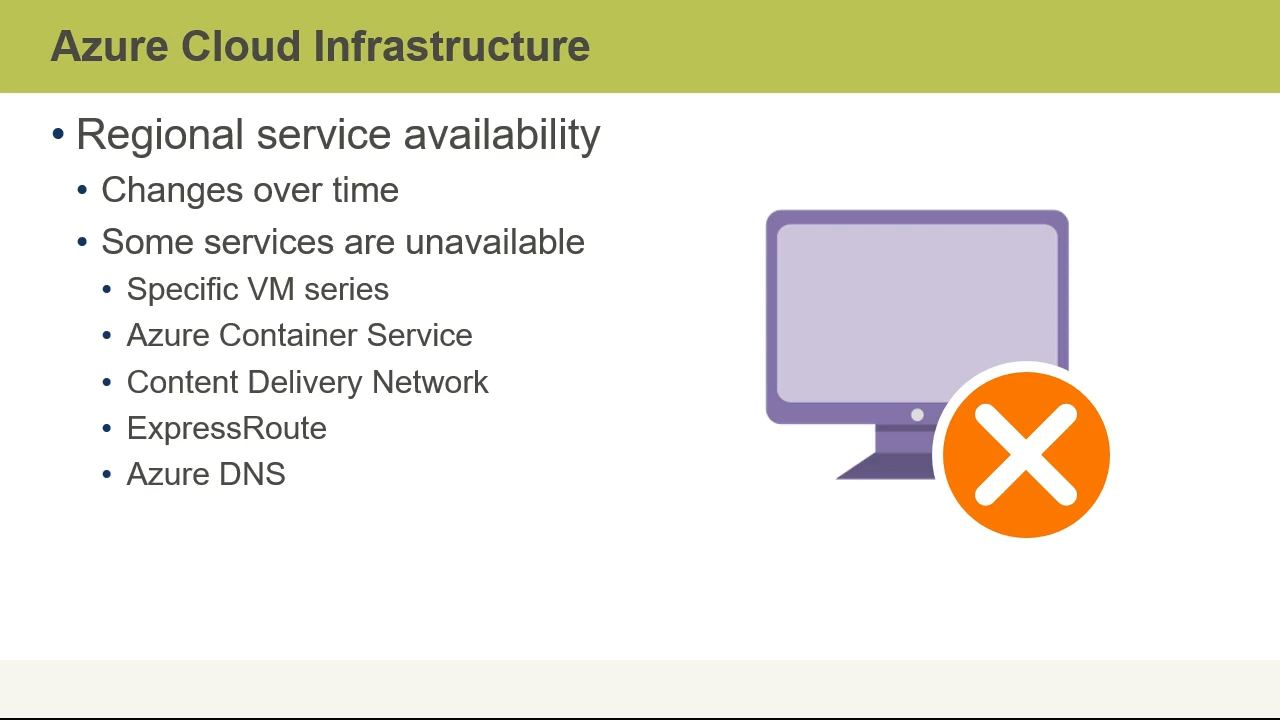 Azure Cloud Infrastructure
• Regional service availability
• Changes over time
• Some services are unavailable
• Specific VM series
• Azure Container Service
• Content Delivery Network
• ExpressRoute
• Azure DNS